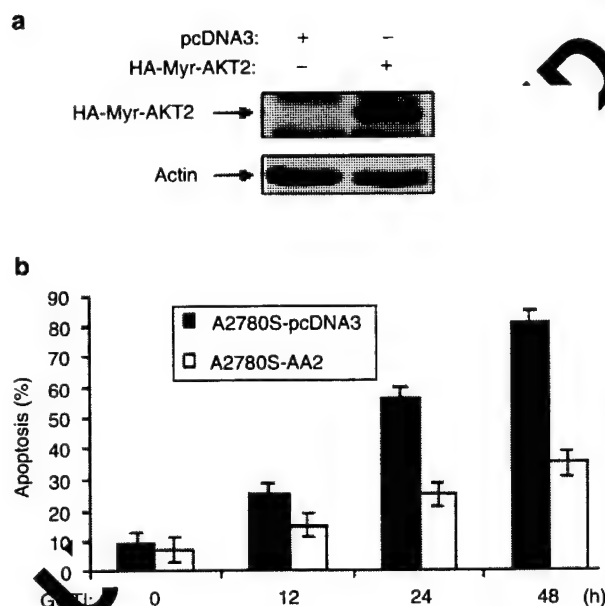 a
pcDNA3: + −
HA-Myr-AKT2: − +
HA-Myr-AKT2
Actin
b
90
80
70
60
50
40
30
20
10
0
Apoptosis (%)
A2780S-pcDNA3
A2780S-AA2
0 12 24 48 (h)